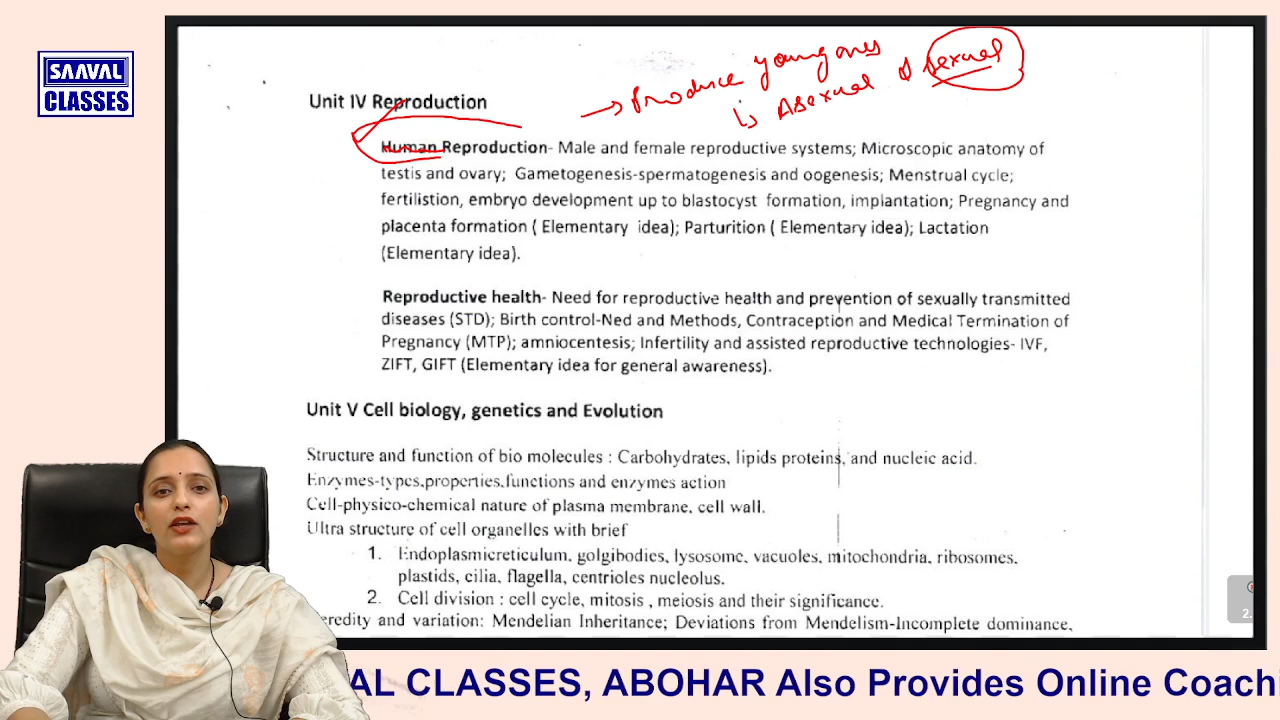 SAAVAL
CLASSES
→ Produce young ones
↳ Asexual & sexual
Unit IV Reproduction
Human Reproduction- Male and female reproductive systems; Microscopic anatomy of
testis and ovary; Gametogenesis-spermatogenesis and oogenesis; Menstrual cycle;
fertilistion, embryo development up to blastocyst formation, implantation; Pregnancy and
placenta formation ( Elementary idea); Parturition ( Elementary idea); Lactation
(Elementary idea).
Reproductive health- Need for reproductive health and prevention of sexually transmitted
diseases (STD); Birth control-Ned and Methods, Contraception and Medical Termination of
Pregnancy (MTP); amniocentesis; Infertility and assisted reproductive technologies- IVF,
ZIFT, GIFT (Elementary idea for general awareness).
Unit V Cell biology, genetics and Evolution
Structure and function of bio molecules : Carbohydrates, lipids proteins, and nucleic acid.
Enzymes-types,properties,functions and enzymes action
Cell-physico-chemical nature of plasma membrane, cell wall.
Ultra structure of cell organelles with brief
1. Endoplasmicreticulum, golgibodies, lysosome, vacuoles, mitochondria, ribosomes,
plastids, cilia, flagella, centrioles nucleolus.
2. Cell division : cell cycle, mitosis , meiosis and their significance.
eredity and variation: Mendelian Inheritance; Deviations from Mendelism-Incomplete dominance,
2.
AL CLASSES, ABOHAR Also Provides Online Coachi